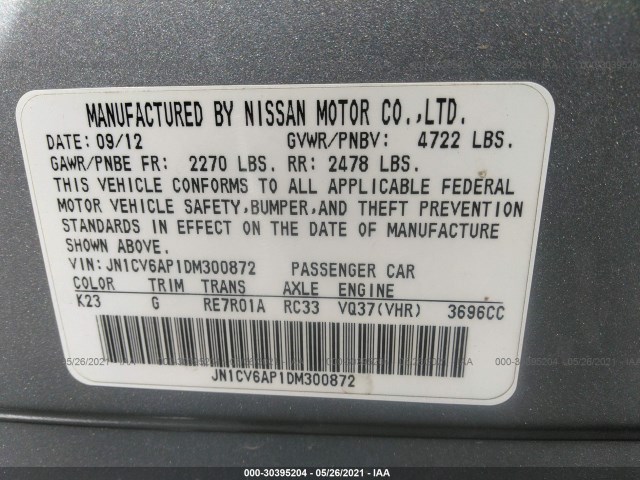 MANUFACTURED BY NISSAN MOTOR CO.,LTD.
DATE: 09/12 GVWR/PNBV: 4722 LBS.
GAWR/PNBE FR: 2270 LBS. RR: 2478 LBS.
THIS VEHICLE CONFORMS TO ALL APPLICABLE FEDERAL
MOTOR VEHICLE SAFETY,BUMPER,AND THEFT PREVENTION
STANDARDS IN EFFECT ON THE DATE OF MANUFACTURE
SHOWN ABOVE.
VIN: JN1CV6AP1DM300872 PASSENGER CAR
COLOR TRIM TRANS AXLE ENGINE
K23 G RE7R01A RC33 VQ37(VHR) 3696CC
JN1CV6AP1DM300872
000-30395204 - 05/26/2021 - IAA